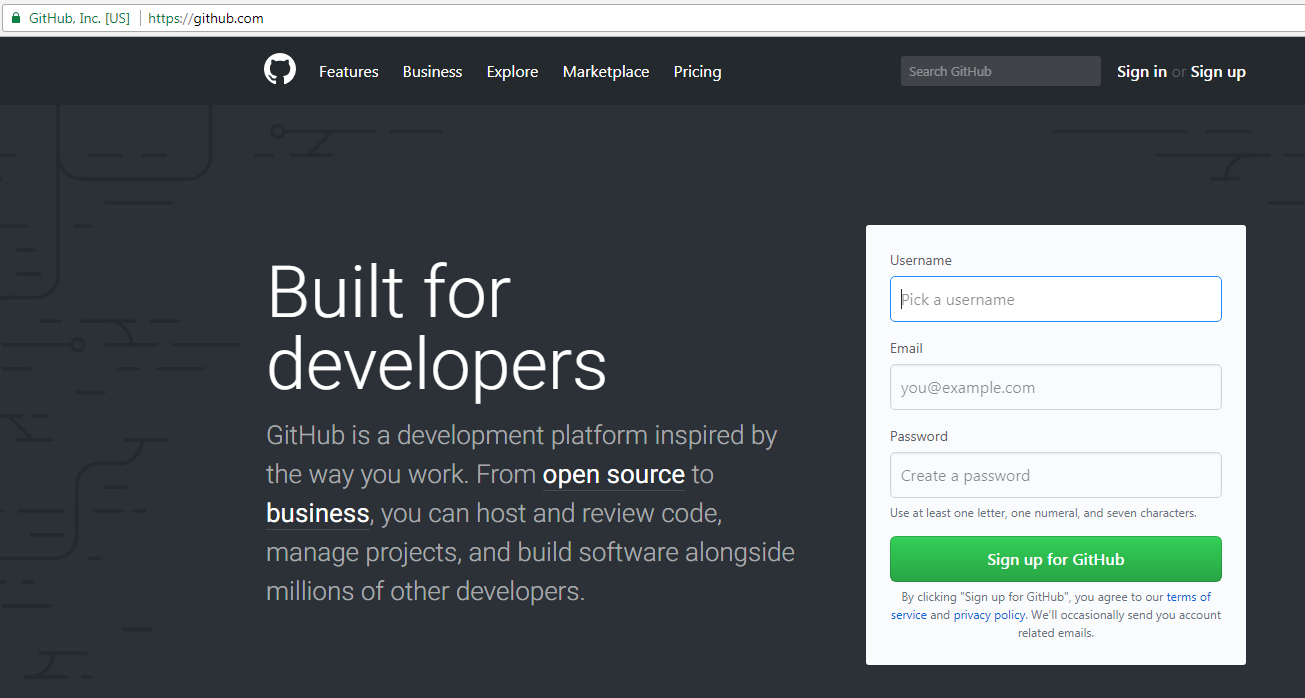 GitHub, Inc. [US] https://github.com
Features Business Explore Marketplace Pricing Search GitHub Sign in or Sign up
Built for
developers
GitHub is a development platform inspired by
the way you work. From open source to
business, you can host and review code,
manage projects, and build software alongside
millions of other developers.
Username
Pick a username
Email
you@example.com
Password
Create a password
Use at least one letter, one numeral, and seven characters.
Sign up for GitHub
By clicking "Sign up for GitHub", you agree to our terms of
service and privacy policy. We’ll occasionally send you account
related emails.